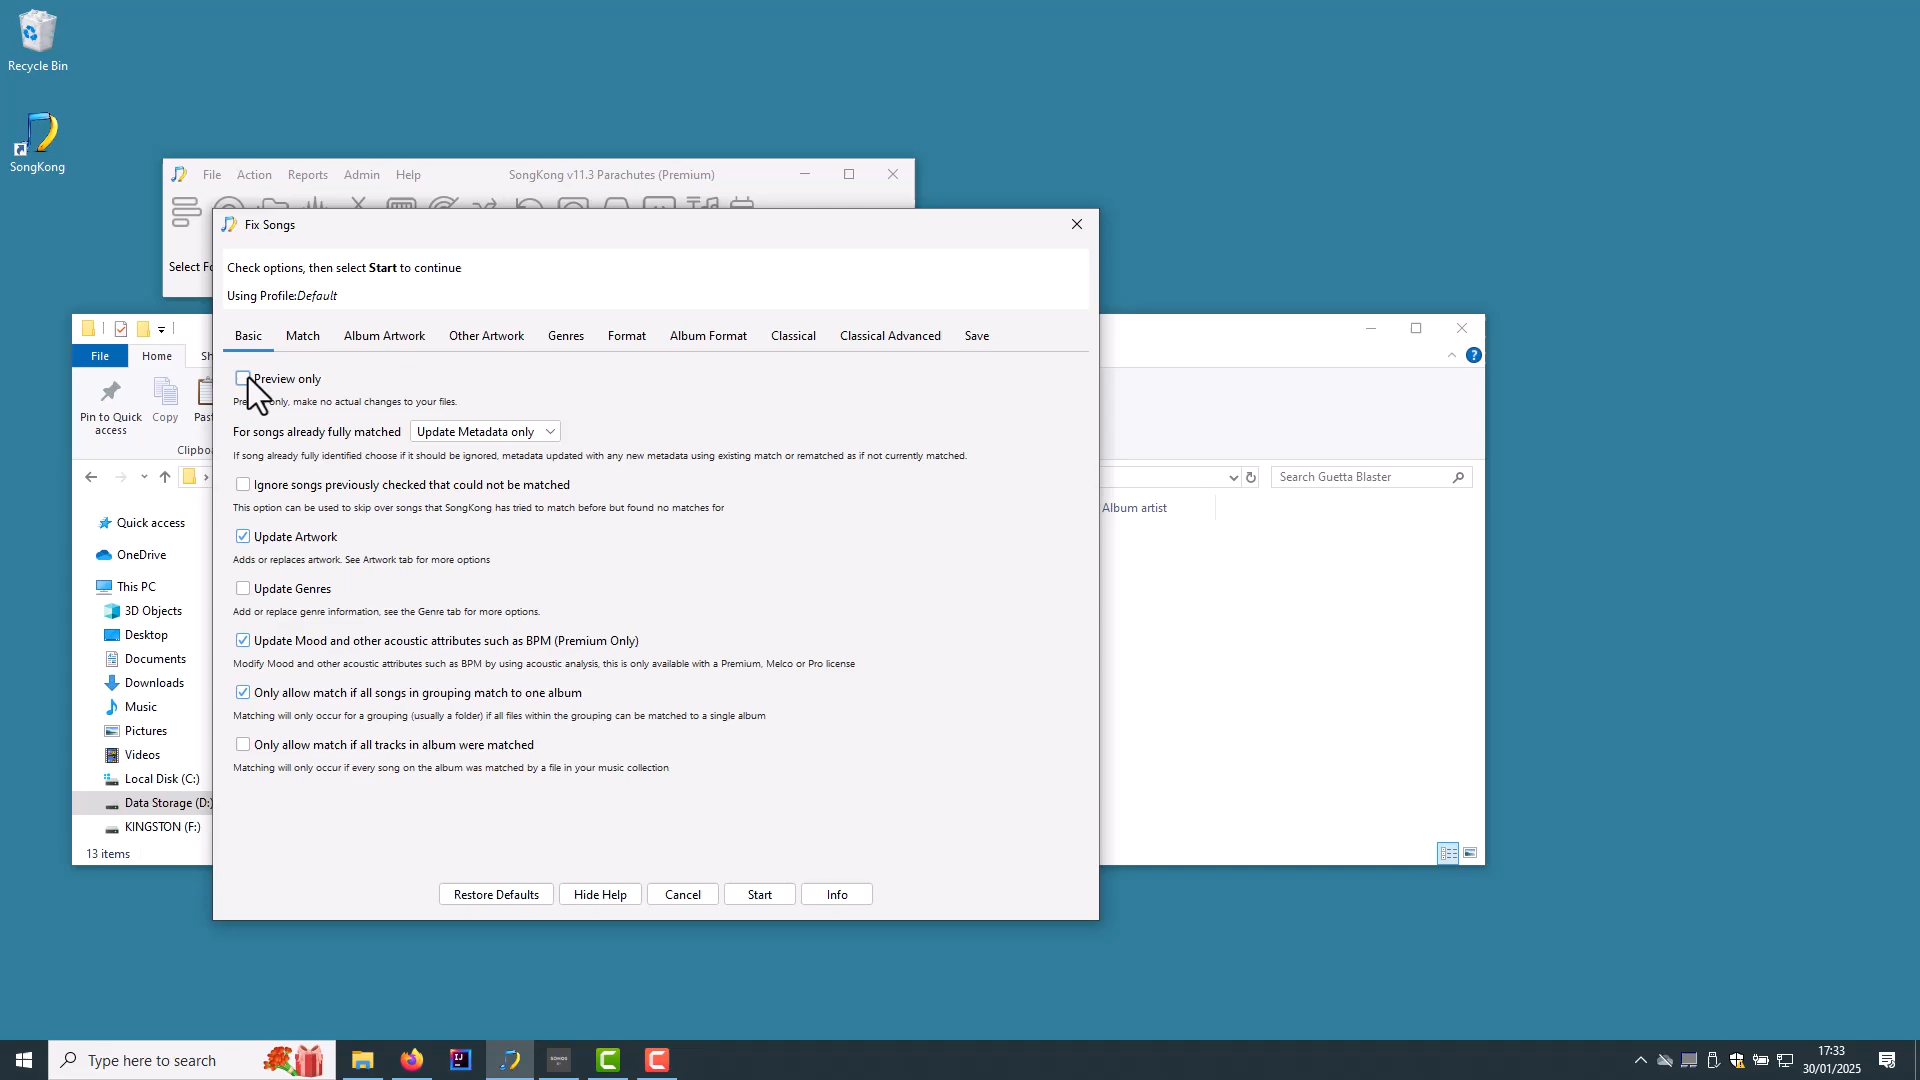 Recycle Bin
SongKong
File Action Reports Admin Help SongKong v11.3 Parachutes (Premium)
Fix Songs
Check options, then select Start to continue
Using Profile:Default
Basic Match Album Artwork Other Artwork Genres Format Album Format Classical Classical Advanced Save
Preview only
only, make no actual changes to your files.
For songs already fully matched Update Metadata only
If song already fully identified choose if it should be ignored, metadata updated with any new metadata using existing match or rematched as if not currently matched.
Ignore songs previously checked that could not be matched
This option can be used to skip over songs that SongKong has tried to match before but found no matches for
Update Artwork
Adds or replaces artwork. See Artwork tab for more options
Update Genres
Add or replace genre information, see the Genre tab for more options.
Update Mood and other acoustic attributes such as BPM (Premium Only)
Modify Mood and other acoustic attributes such as BPM by using acoustic analysis, this is only available with a Premium, Melco or Pro license
Only allow match if all songs in grouping match to one album
Matching will only occur for a grouping (usually a folder) if all files within the grouping can be matched to a single album
Only allow match if all tracks in album were matched
Matching will only occur if every song on the album was matched by a file in your music collection
Restore Defaults Hide Help Cancel Start Info
Select
File Home
Pin to Quick
access
Copy
Search Guetta Blaster
Album artist
Quick access
OneDrive
This PC
3D Objects
Desktop
Documents
Downloads
Music
Pictures
Videos
Local Disk (C:)
Data Storage (D:)
KINGSTON (F:)
13 items
Type here to search
SONOS
17:33
30/01/2025